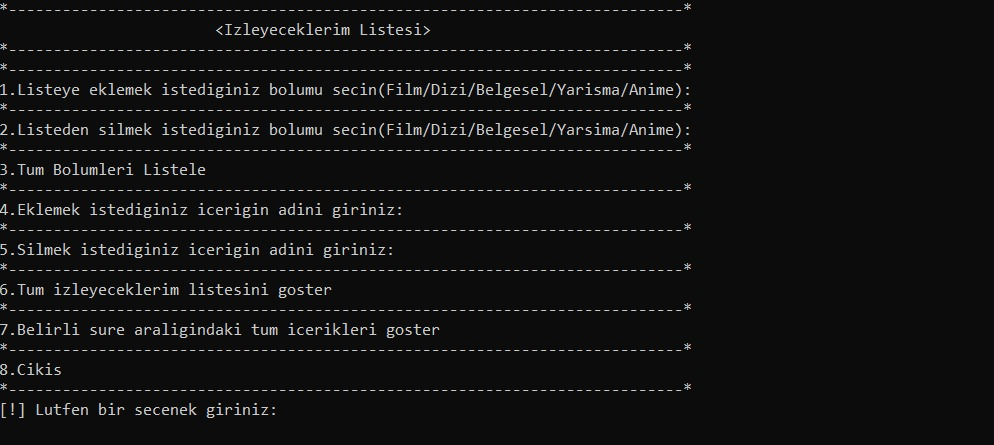 *---------------------------------------------------------------------------*
<Izleyeceklerim Listesi>
*---------------------------------------------------------------------------*
*---------------------------------------------------------------------------*
1.Listeye eklemek istediginiz bolumu secin(Film/Dizi/Belgesel/Yarisma/Anime):
*---------------------------------------------------------------------------*
2.Listeden silmek istediginiz bolumu secin(Film/Dizi/Belgesel/Yarsima/Anime):
*---------------------------------------------------------------------------*
3.Tum Bolumleri Listele
*---------------------------------------------------------------------------*
4.Eklemek istediginiz icerigin adini giriniz:
*---------------------------------------------------------------------------*
5.Silmek istediginiz icerigin adini giriniz:
*---------------------------------------------------------------------------*
6.Tum izleyeceklerim listesini goster
*---------------------------------------------------------------------------*
7.Belirli sure araligindaki tum icerikleri goster
*---------------------------------------------------------------------------*
8.Cikis
*---------------------------------------------------------------------------*
[!] Lutfen bir secenek giriniz: